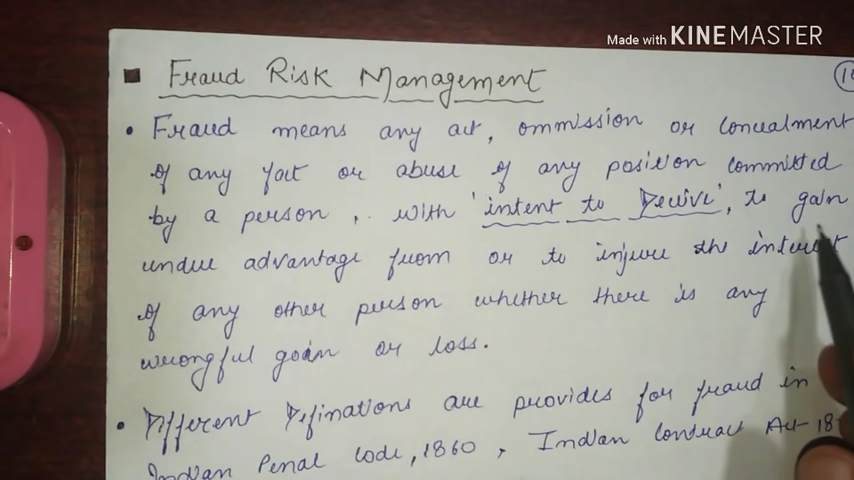 Made with KINEMASTER
Fraud Risk Management
• Fraud means any act, ommission or concealment
of any fact or abuse of any position committed
by a person, with 'intent to Deceive', to gain
undue advantage from or to injure the interest
of any other person whether there is any
wrongful gain or loss.
• Different Definations are provides for fraud in
Indian Penal Code, 1860, Indian Contract Act 18